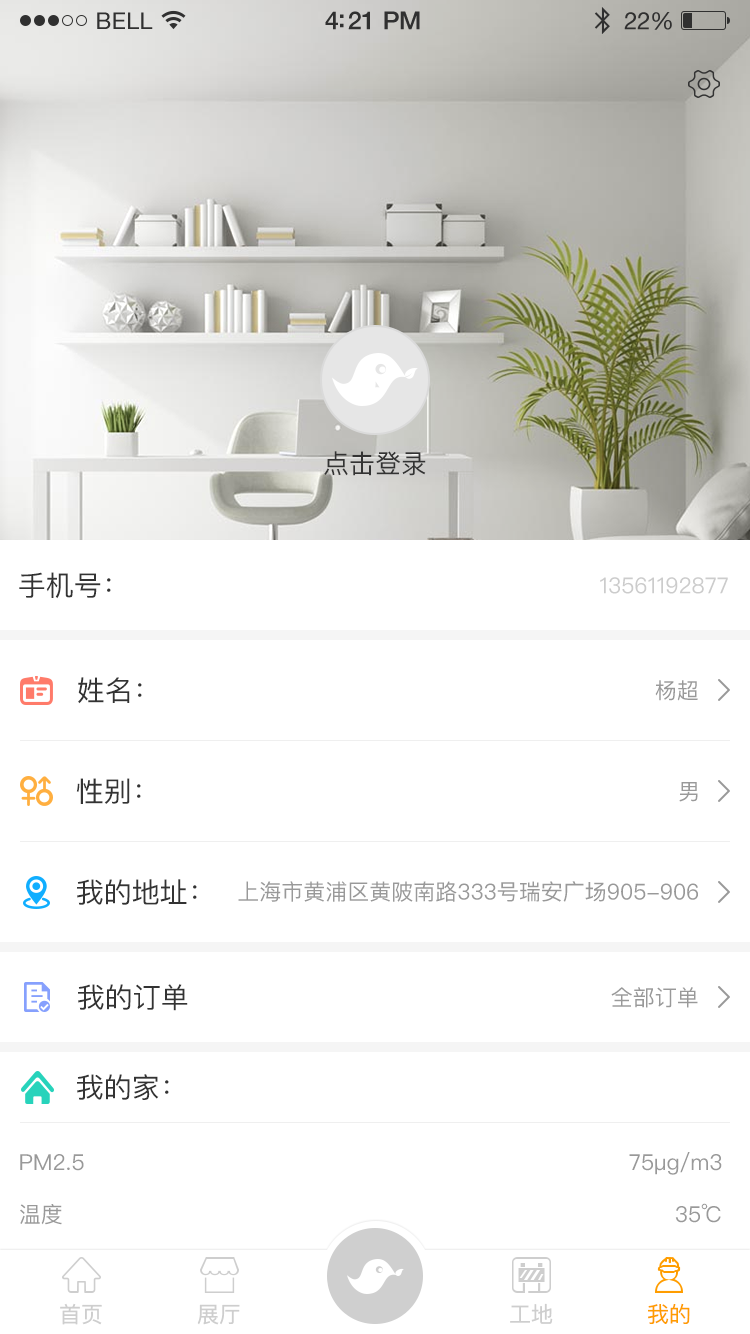 BELL 4:21 PM 22%
点击登录
手机号： 13561192877
姓名： 杨超
性别： 男
我的地址： 上海市黄浦区黄陂南路333号瑞安广场905-906
我的订单 全部订单
我的家：
PM2.5 75μg/m3
温度 35℃
首页 展厅 工地 我的